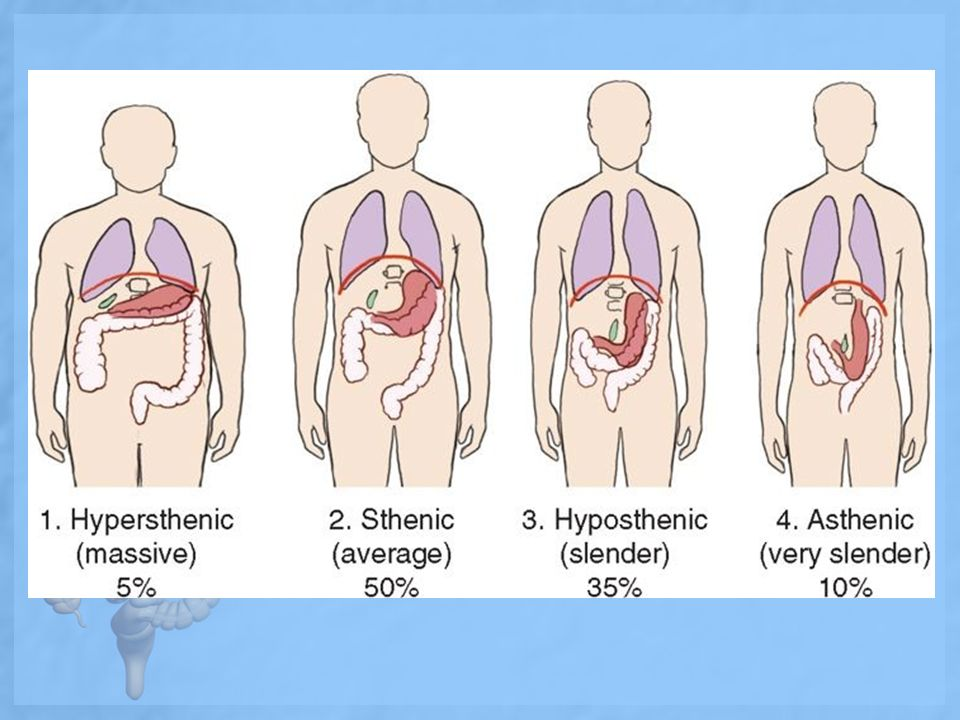 1. Hypersthenic
(massive)
5%
2. Sthenic
(average)
50%
3. Hyposthenic
(slender)
35%
4. Asthenic
(very slender)
10%